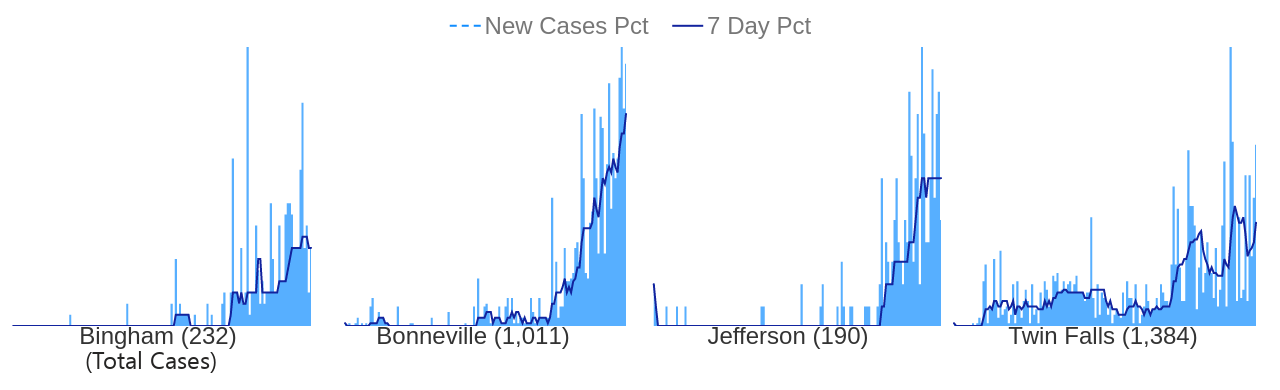 New Cases Pct 7 Day Pct
Bingham (232) Bonneville (1,011) Jefferson (190) Twin Falls (1,384)
(Total Cases)